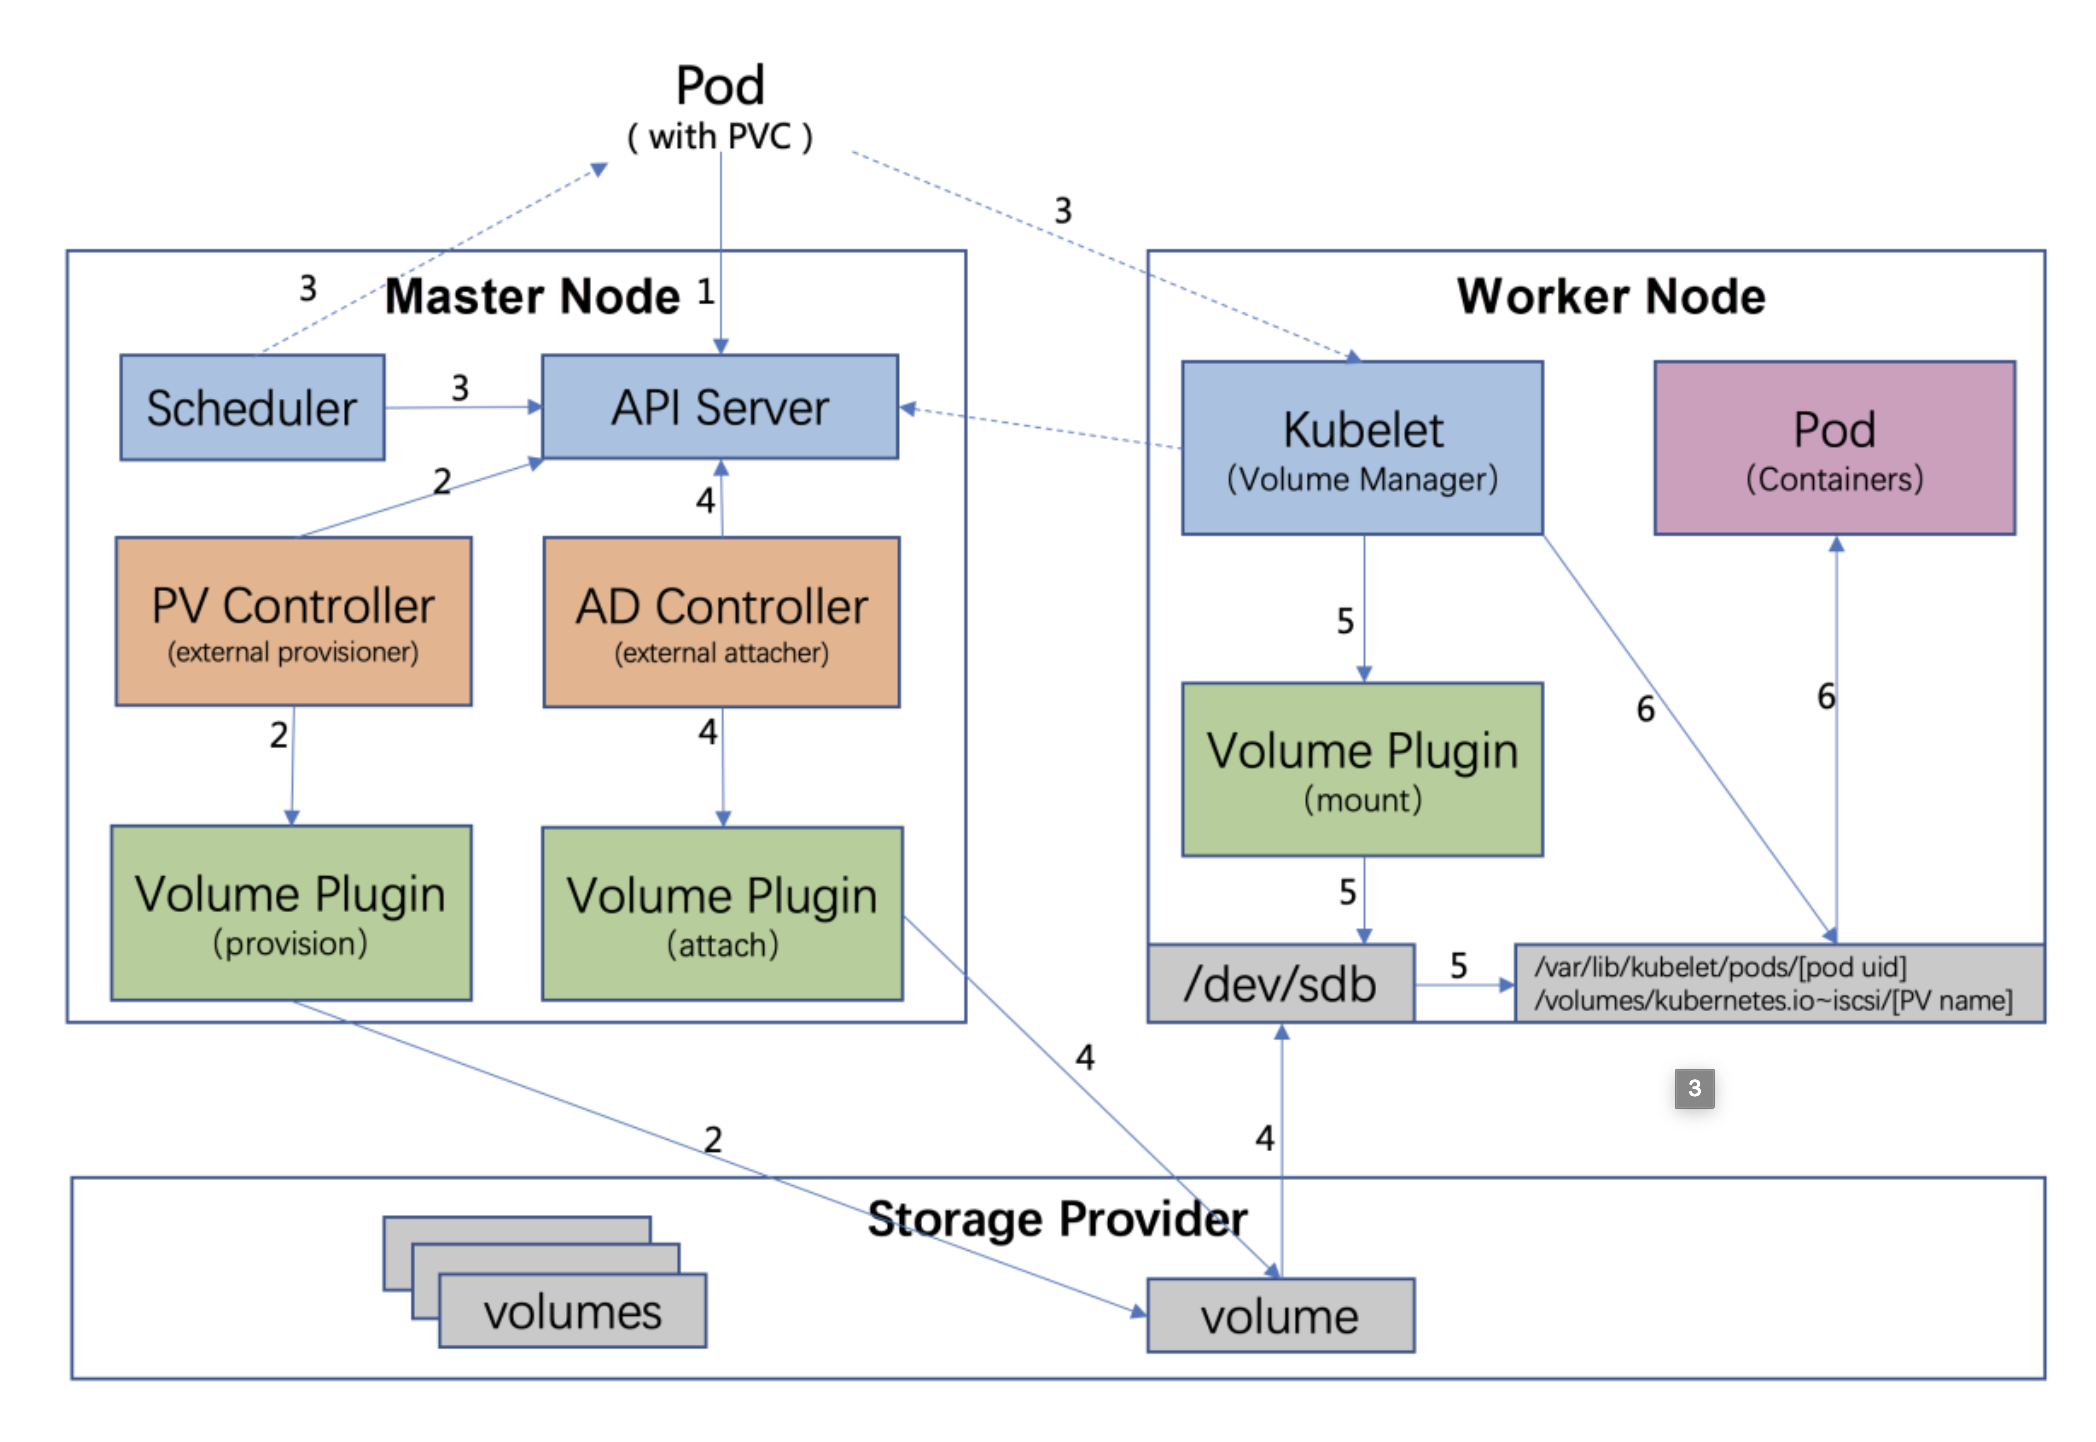 Pod
( with PVC )
3
3
Master Node
1
Worker Node
Scheduler
3
API Server
Kubelet
(Volume Manager)
Pod
(Containers)
2
4
PV Controller
(external provisioner)
AD Controller
(external attacher)
5
6
6
2
4
Volume Plugin
(mount)
Volume Plugin
(provision)
Volume Plugin
(attach)
5
/dev/sdb
5
/var/lib/kubelet/pods/[pod uid]
/volumes/kubernetes.io~iscsi/[PV name]
4
3
2
4
Storage Provider
volumes
volume